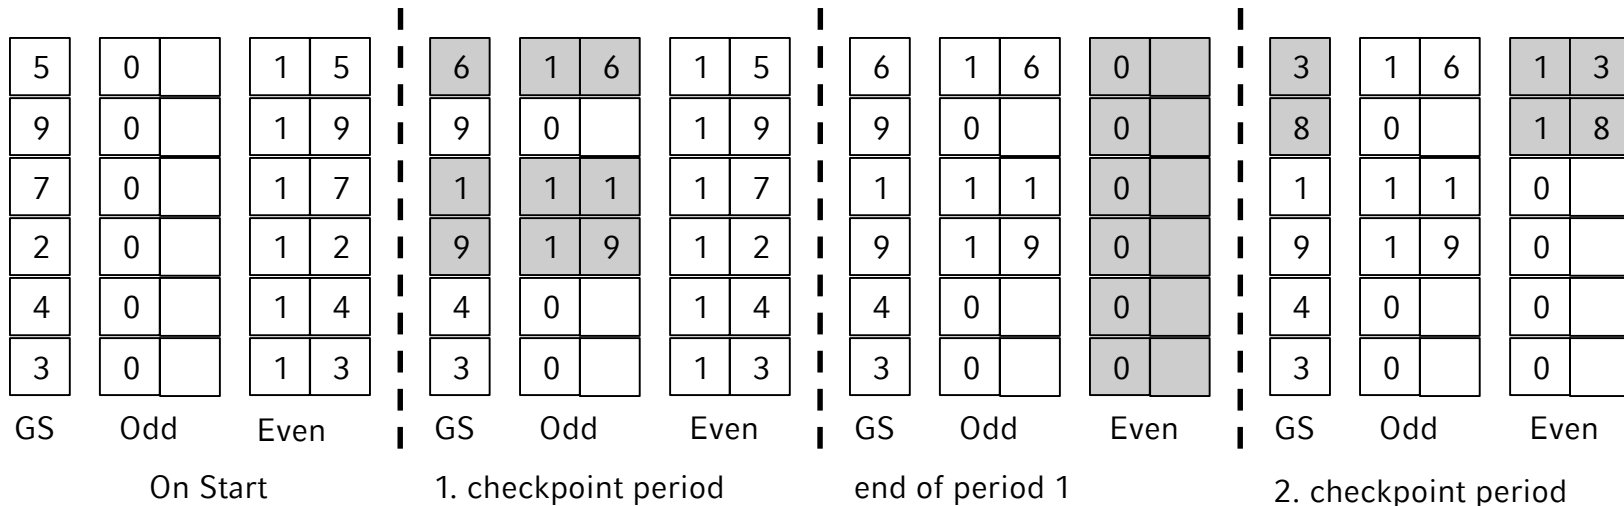 5 0 1 5 6 1 6 1 5 6 1 6 0 3 1 6 1 3
9 0 1 9 9 0 1 9 9 0 0 8 0 1 8
7 0 1 7 1 1 1 1 7 1 1 1 0 1 1 1 0
2 0 1 2 9 1 9 1 2 9 1 9 0 9 1 9 0
4 0 1 4 4 0 1 4 4 0 0 4 0 0
3 0 1 3 3 0 1 3 3 0 0 3 0 0
GS Odd Even GS Odd Even GS Odd Even GS Odd Even
On Start 1. checkpoint period end of period 1 2. checkpoint period